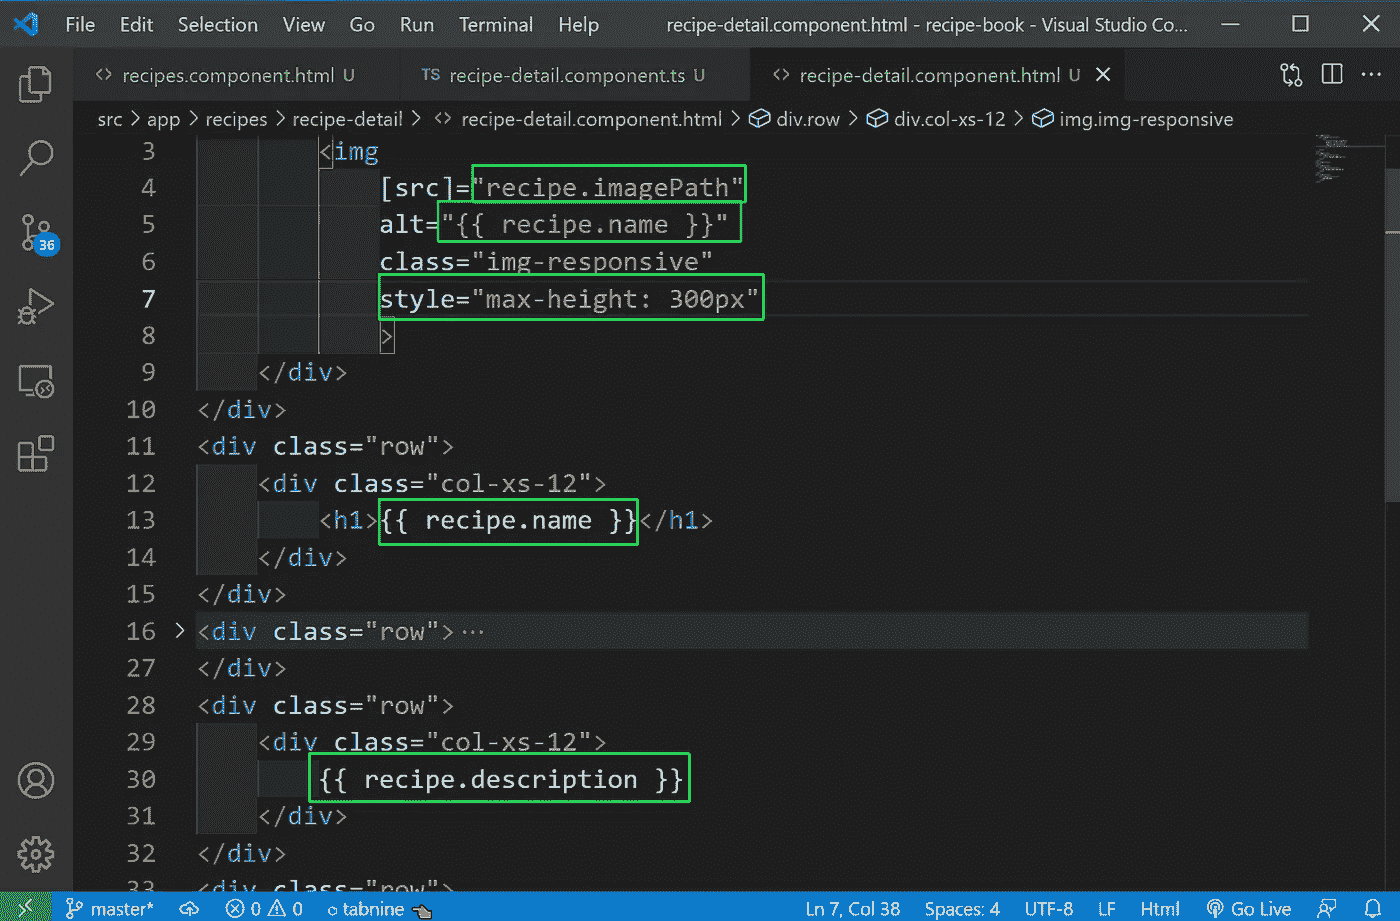 File Edit Selection View Go Run Terminal Help recipe-detail.component.html - recipe-book - Visual Studio Co...
<> recipes.component.html U TS recipe-detail.component.ts U <> recipe-detail.component.html U
src > app > recipes > recipe-detail > <> recipe-detail.component.html > div.row > div.col-xs-12 > img.img-responsive
3 <img
4 [src]="recipe.imagePath"
5 alt="{{ recipe.name }}"
6 class="img-responsive"
7 style="max-height: 300px"
8 >
9 </div>
10 </div>
11 <div class="row">
12 <div class="col-xs-12">
13 <h1>{{ recipe.name }}</h1>
14 </div>
15 </div>
16 <div class="row">...
27 </div>
28 <div class="row">
29 <div class="col-xs-12">
30 {{ recipe.description }}
31 </div>
32 </div>
33 <div class="row">
36
master* 0 0 tabnine Ln 7, Col 38 Spaces: 4 UTF-8 LF Html Go Live